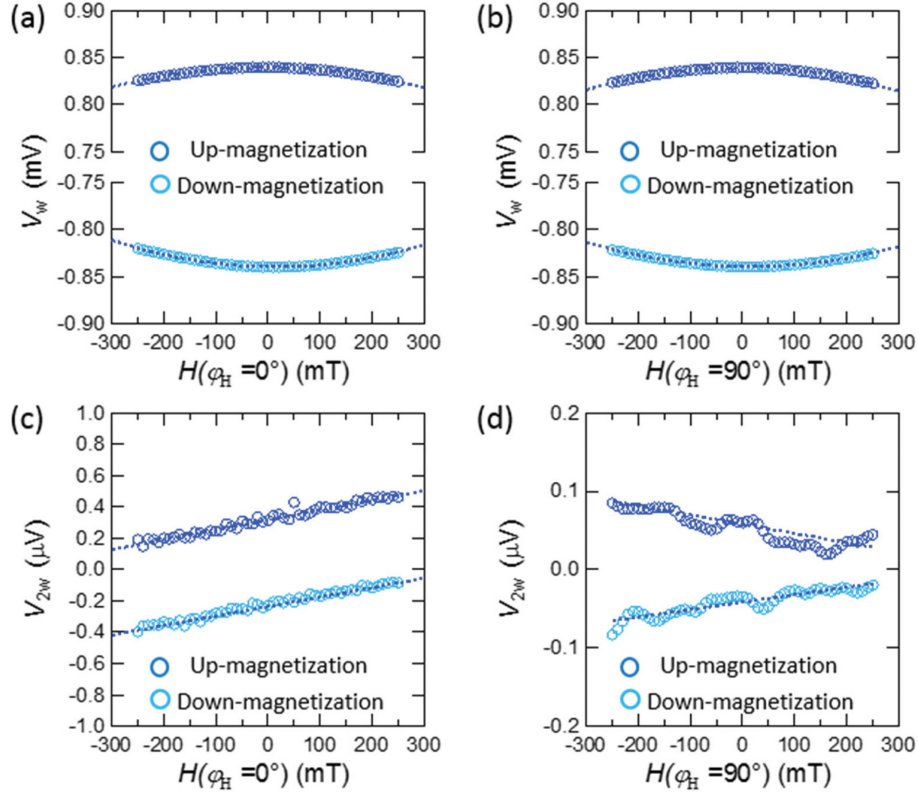 (a)
0.90
0.85
0.80
0.75
-0.75
-0.80
-0.85
-0.90
V_w (mV)
Up-magnetization
Down-magnetization
-300 -200 -100 0 100 200 300
H(φ_H =0°) (mT)
(b)
0.90
0.85
0.80
0.75
-0.75
-0.80
-0.85
-0.90
V_w (mV)
Up-magnetization
Down-magnetization
-300 -200 -100 0 100 200 300
H(φ_H =90°) (mT)
(c)
1.0
0.8
0.6
0.4
0.2
0.0
-0.2
-0.4
-0.6
-0.8
-1.0
V_2w (μV)
Up-magnetization
Down-magnetization
-300 -200 -100 0 100 200 300
H(φ_H =0°) (mT)
(d)
0.2
0.1
0.0
-0.1
-0.2
V_2w (μV)
Up-magnetization
Down-magnetization
-300 -200 -100 0 100 200 300
H(φ_H =90°) (mT)